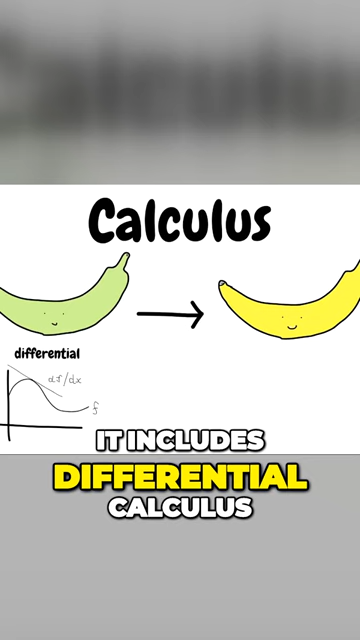 Calculus
differential
df/dx
f
IT INCLUDES
DIFFERENTIAL
CALCULUS